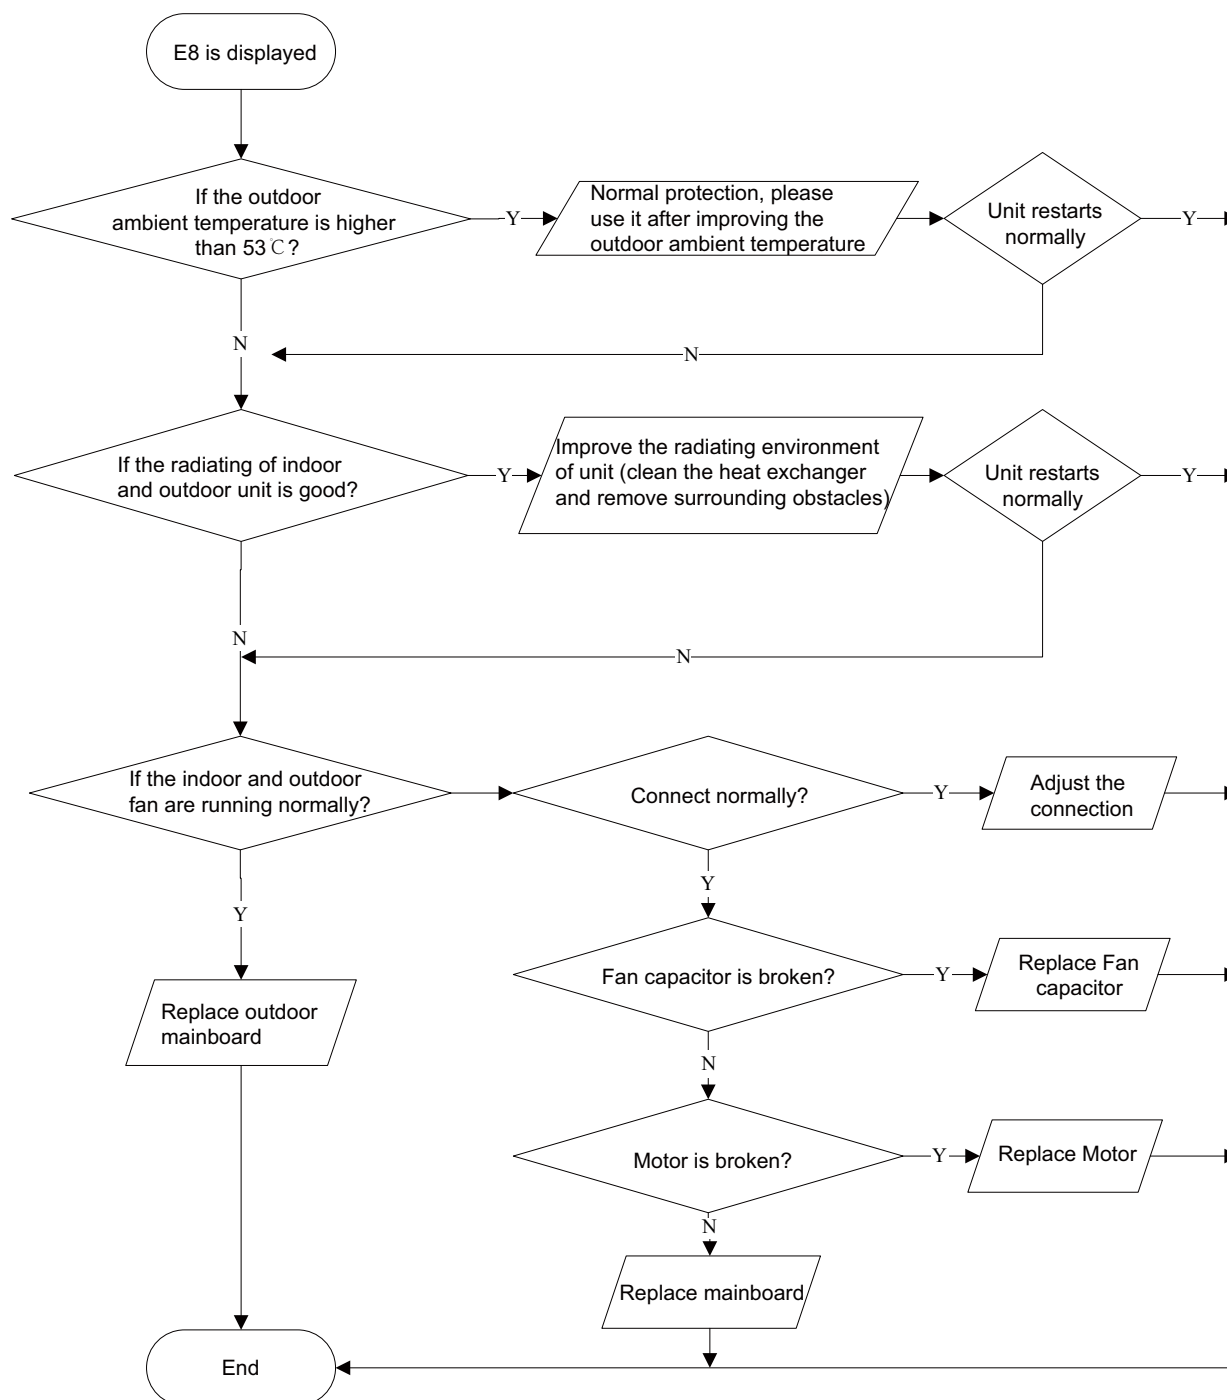 E8 is displayed
If the outdoor
ambient temperature is higher
than 53℃?
Y
Normal protection, please
use it after improving the
outdoor ambient temperature
Unit restarts
normally
Y
N
N
If the radiating of indoor
and outdoor unit is good?
Y
Improve the radiating environment
of unit (clean the heat exchanger
and remove surrounding obstacles)
Unit restarts
normally
Y
N
N
If the indoor and outdoor
fan are running normally?
Connect normally?
Y
Adjust the
connection
Y
Y
Fan capacitor is broken?
Y
Replace Fan
capacitor
Replace outdoor
mainboard
N
Motor is broken?
Y
Replace Motor
N
Replace mainboard
End